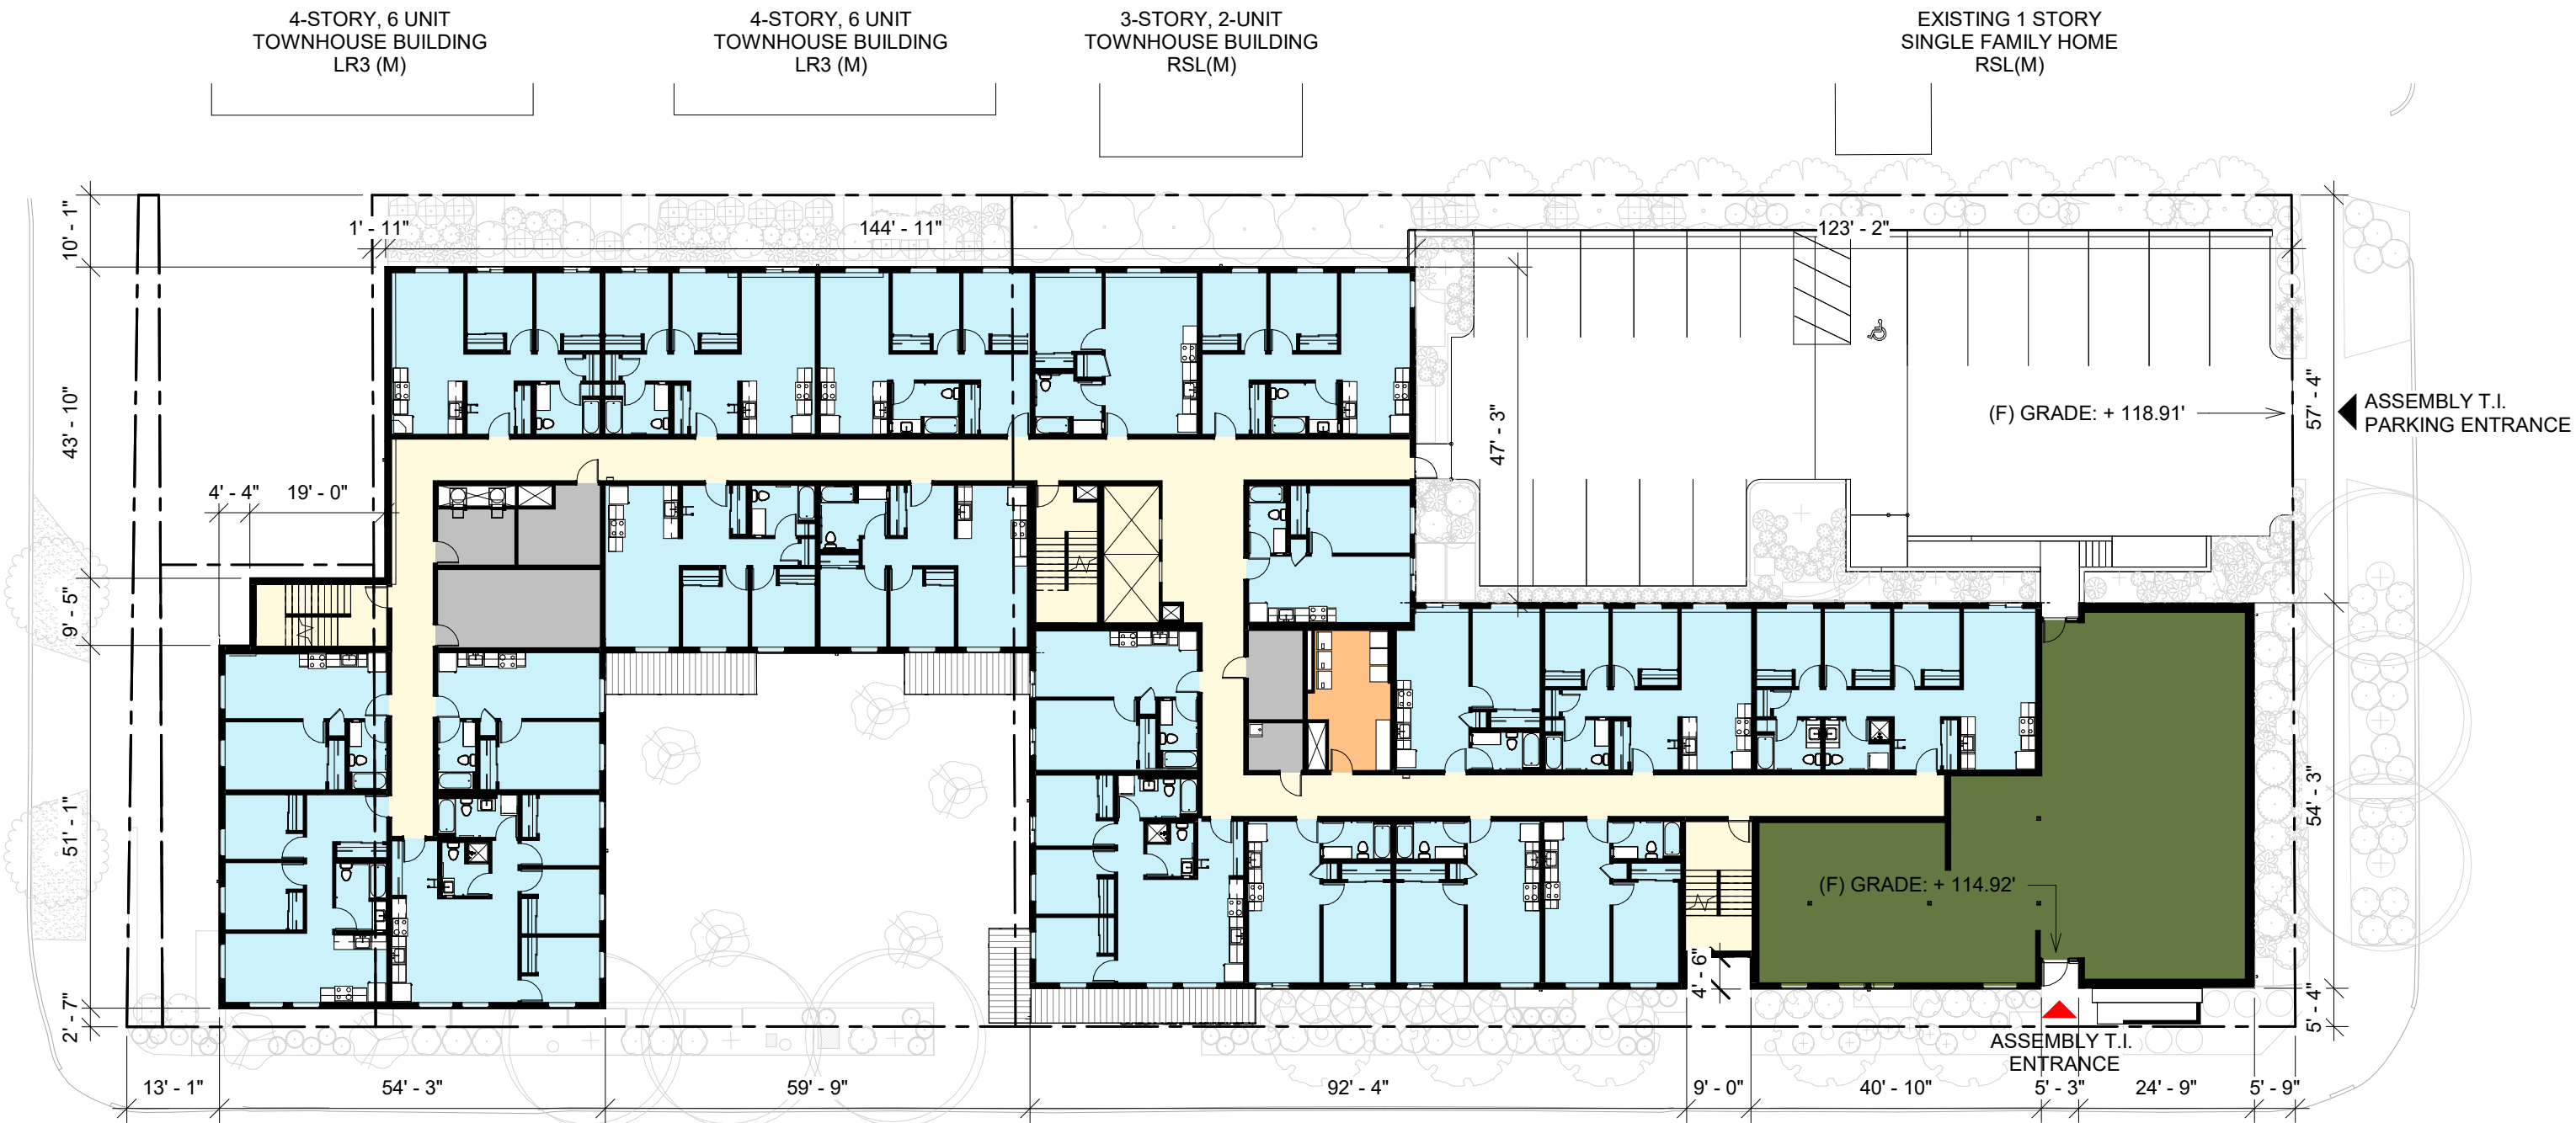 4-STORY, 6 UNIT
TOWNHOUSE BUILDING
LR3 (M)
4-STORY, 6 UNIT
TOWNHOUSE BUILDING
LR3 (M)
3-STORY, 2-UNIT
TOWNHOUSE BUILDING
RSL(M)
EXISTING 1 STORY
SINGLE FAMILY HOME
RSL(M)
10' - 1"
1' - 11"
144' - 11"
123' - 2"
43' - 10"
47' - 3"
57' - 4"
(F) GRADE: + 118.91'
ASSEMBLY T.I.
PARKING ENTRANCE
4' - 4"
19' - 0"
9' - 5"
51' - 1"
54' - 3"
(F) GRADE: + 114.92'
4' - 6"
2' - 7"
5' - 4"
ASSEMBLY T.I.
ENTRANCE
13' - 1"
54' - 3"
59' - 9"
92' - 4"
9' - 0"
40' - 10"
5' - 3"
24' - 9"
5' - 9"